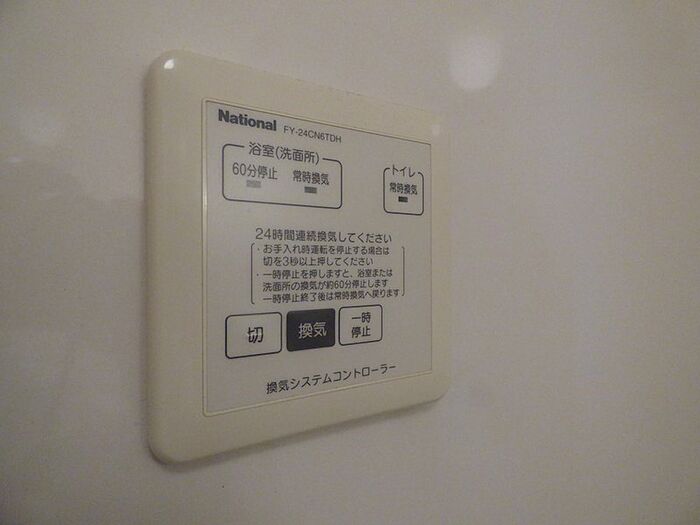 National FY-24CN6TDH
浴室(洗面所)
60分停止 常時換気
トイレ
常時換気
24時間連続換気してください
・お手入れ時運転を停止する場合は
切を3秒以上押してください
・一時停止を押しますと、浴室または
洗面所の換気が約60分停止します
一時停止終了後は常時換気へ戻ります
切
換気
一時
停止
換気システムコントローラー